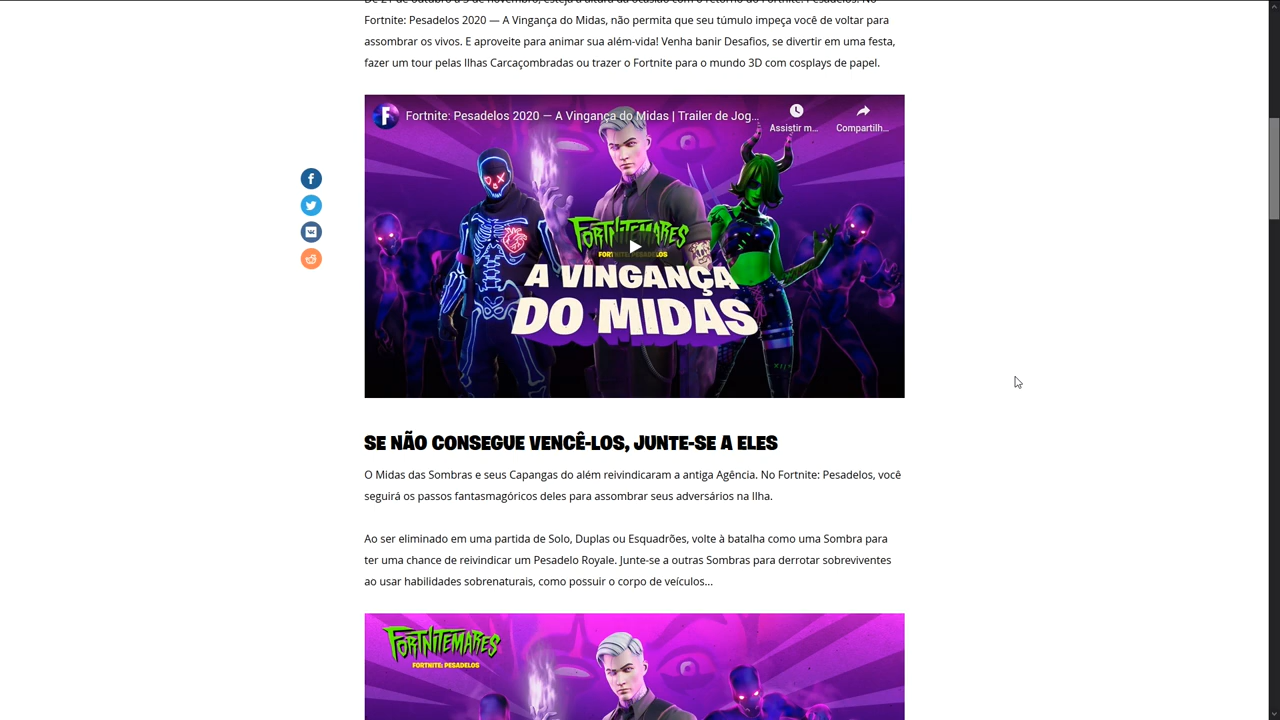 Fortnite: Pesadelos 2020 — A Vingança do Midas, não permita que seu túmulo impeça você de voltar para
assombrar os vivos. E aproveite para animar sua além-vida! Venha banir Desafios, se divertir em uma festa,
fazer um tour pelas Ilhas Carcaçombradas ou trazer o Fortnite para o mundo 3D com cosplays de papel.
Fortnite: Pesadelos 2020 — A Vingança do Midas | Trailer de Jog...
Assistir m...
Compartilh...
FORTNITEMARES
A VINGANÇA
DO MIDAS
SE NÃO CONSEGUE VENCÊ-LOS, JUNTE-SE A ELES
O Midas das Sombras e seus Capangas do além reivindicaram a antiga Agência. No Fortnite: Pesadelos, você
seguirá os passos fantasmagóricos deles para assombrar seus adversários na Ilha.
Ao ser eliminado em uma partida de Solo, Duplas ou Esquadrões, volte à batalha como uma Sombra para
ter uma chance de reivindicar um Pesadelo Royale. Junte-se a outras Sombras para derrotar sobreviventes
ao usar habilidades sobrenaturais, como possuir o corpo de veículos...
FORTNITEMARES
FORTNITE: PESADELOS